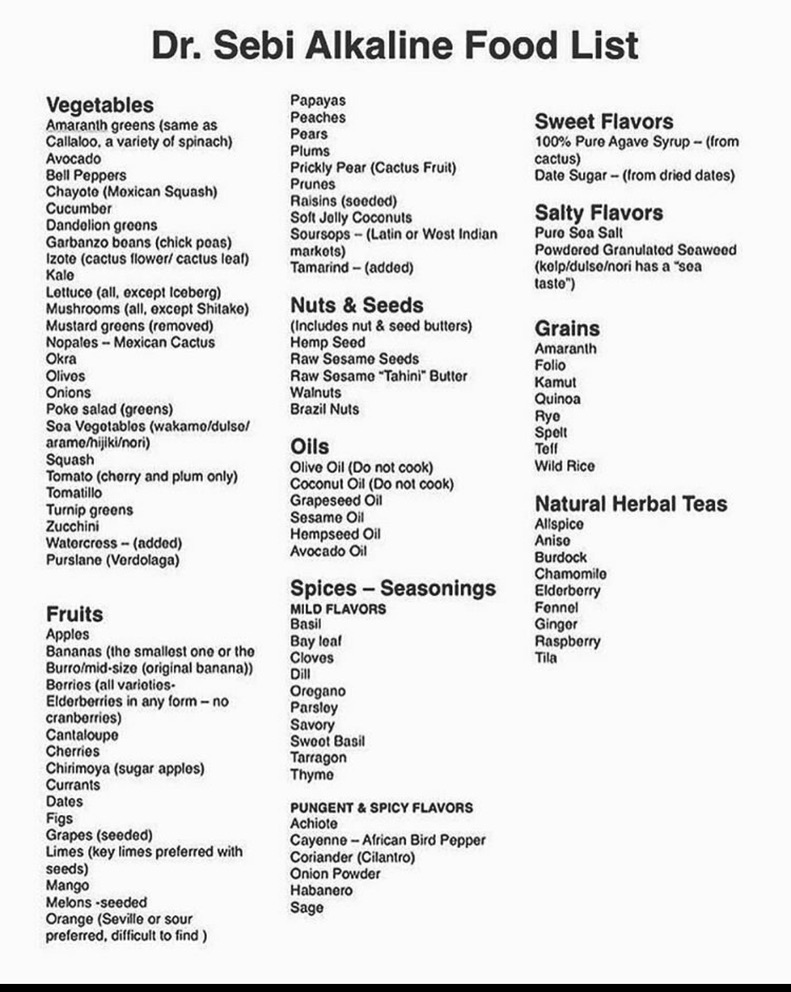 Dr. Sebi Alkaline Food List
Vegetables
Amaranth greens (same as
Callaloo, a variety of spinach)
Avocado
Bell Peppers
Chayote (Mexican Squash)
Cucumber
Dandelion greens
Garbanzo beans (chick peas)
Izote (cactus flower/ cactus leaf)
Kale
Lettuce (all, except Iceberg)
Mushrooms (all, except Shitake)
Mustard greens (removed)
Nopales – Mexican Cactus
Okra
Olives
Onions
Poke salad (greens)
Sea Vegetables (wakame/dulse/
arame/hijiki/nori)
Squash
Tomato (cherry and plum only)
Tomatillo
Turnip greens
Zucchini
Watercress – (added)
Purslane (Verdolaga)
Fruits
Apples
Bananas (the smallest one or the
Burro/mid-size (original banana))
Berries (all varieties-
Elderberries in any form – no
cranberries)
Cantaloupe
Cherries
Chirimoya (sugar apples)
Currants
Dates
Figs
Grapes (seeded)
Limes (key limes preferred with
seeds)
Mango
Melons -seeded
Orange (Seville or sour
preferred, difficult to find )
Papayas
Peaches
Pears
Plums
Prickly Pear (Cactus Fruit)
Prunes
Raisins (seeded)
Soft Jelly Coconuts
Soursops – (Latin or West Indian
markets)
Tamarind – (added)
Nuts & Seeds
(Includes nut & seed butters)
Hemp Seed
Raw Sesame Seeds
Raw Sesame "Tahini" Butter
Walnuts
Brazil Nuts
Oils
Olive Oil (Do not cook)
Coconut Oil (Do not cook)
Grapeseed Oil
Sesame Oil
Hempseed Oil
Avocado Oil
Spices – Seasonings
MILD FLAVORS
Basil
Bay leaf
Cloves
Dill
Oregano
Parsley
Savory
Sweet Basil
Tarragon
Thyme
PUNGENT & SPICY FLAVORS
Achiote
Cayenne – African Bird Pepper
Coriander (Cilantro)
Onion Powder
Habanero
Sage
Sweet Flavors
100% Pure Agave Syrup – (from
cactus)
Date Sugar – (from dried dates)
Salty Flavors
Pure Sea Salt
Powdered Granulated Seaweed
(kelp/dulse/nori has a "sea
taste")
Grains
Amaranth
Folio
Kamut
Quinoa
Rye
Spelt
Teff
Wild Rice
Natural Herbal Teas
Allspice
Anise
Burdock
Chamomile
Elderberry
Fennel
Ginger
Raspberry
Tila